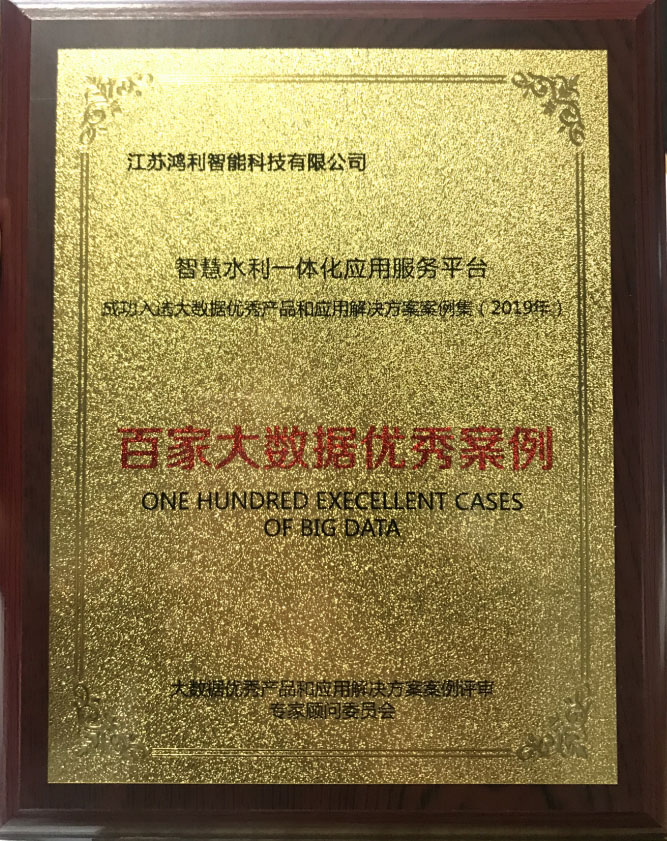 江苏鸿利智能科技有限公司
智慧水利一体化应用服务平台
成功入选大数据优秀产品和应用解决方案案例集（2019年）
百家大数据优秀案例
ONE HUNDRED EXECELLENT CASES
OF BIG DATA
大数据优秀产品和应用解决方案案例评审
专家顾问委员会